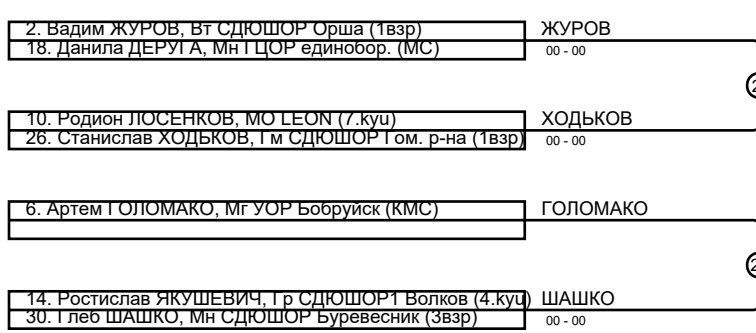 2. Вадим ЖУРОВ, Вт СДЮШОР Орша (1взр)
ЖУРОВ
18. Данила ДЕРУГА, Мн ГЦОР единобор. (МС)
00 - 00
2
10. Родион ЛОСЕНКОВ, МО LEON (7.kyu)
ХОДЬКОВ
26. Станислав ХОДЬКОВ, Гм СДЮШОР Гом. р-на (1взр)
00 - 00
6. Артем ГОЛОМАКО, Мг УОР Бобруйск (КМС)
ГОЛОМАКО
2
14. Ростислав ЯКУШЕВИЧ, Гр СДЮШОР1 Волков (4.kyu)
ШАШКО
30. Глеб ШАШКО, Мн СДЮШОР Буревесник (3взр)
00 - 00